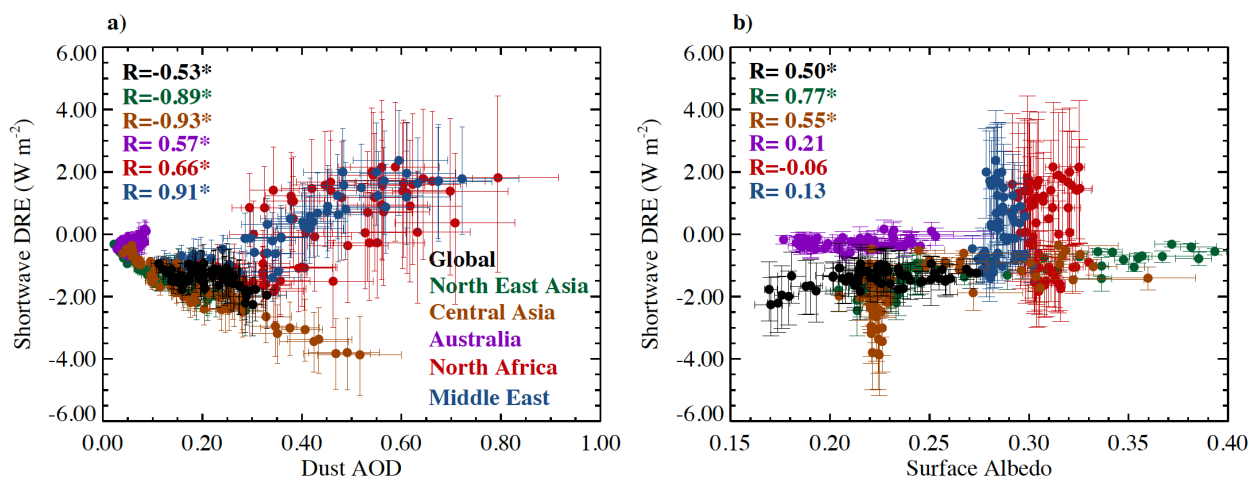 a)
6.00
4.00
2.00
0.00
-2.00
-4.00
-6.00
Shortwave DRE (W m⁻²)
R=-0.53*
R=-0.89*
R=-0.93*
R= 0.57*
R= 0.66*
R= 0.91*
Global
North East Asia
Central Asia
Australia
North Africa
Middle East
0.00 0.20 0.40 0.60 0.80 1.00
Dust AOD
b)
6.00
4.00
2.00
0.00
-2.00
-4.00
-6.00
Shortwave DRE (W m⁻²)
R= 0.50*
R= 0.77*
R= 0.55*
R= 0.21
R=-0.06
R= 0.13
0.15 0.20 0.25 0.30 0.35 0.40
Surface Albedo